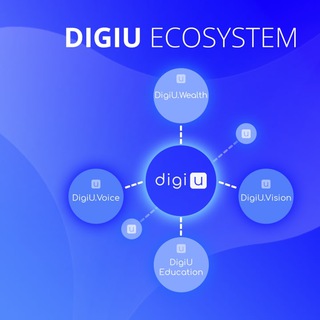 DIGIU ECOSYSTEM
u
DigiU.Wealth
u
digi u
u
DigiU.Voice
u
DigiU.Vision
u
u
DigiU
Education